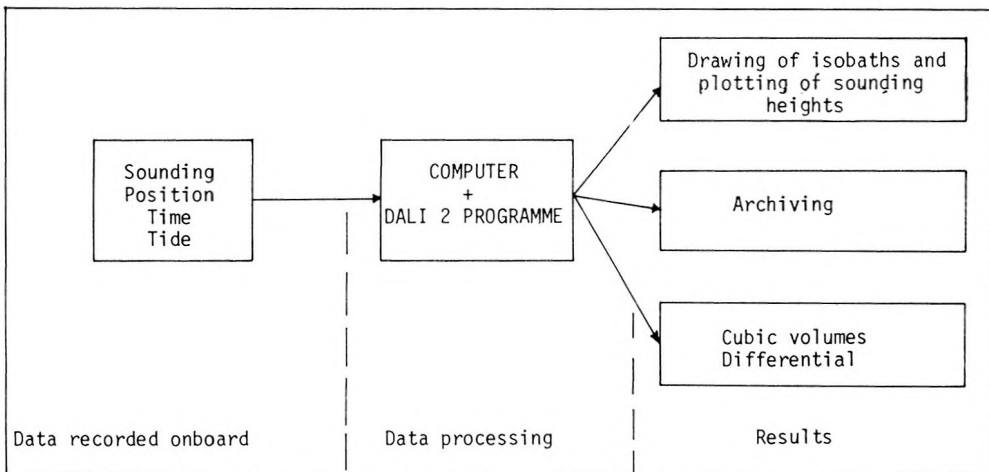 Sounding
Position
Time
Tide
COMPUTER
+
DALI 2 PROGRAMME
Drawing of isobaths and
plotting of sounding
heights
Archiving
Cubic volumes
Differential
Data recorded onboard
Data processing
Results